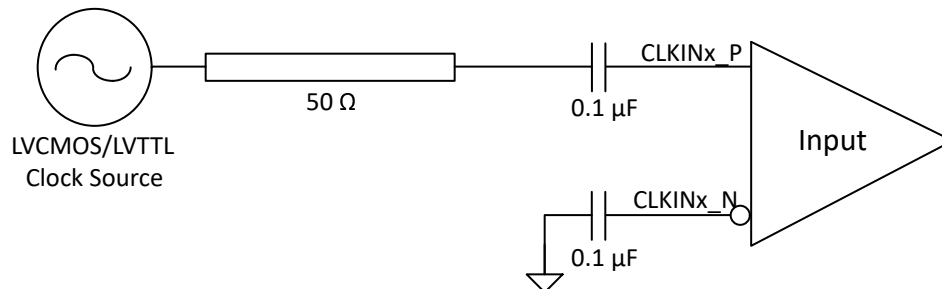 CLKINx_P
50 Ω
0.1 µF
LVCMOS/LVTTL
Clock Source
Input
CLKINx_N
0.1 µF